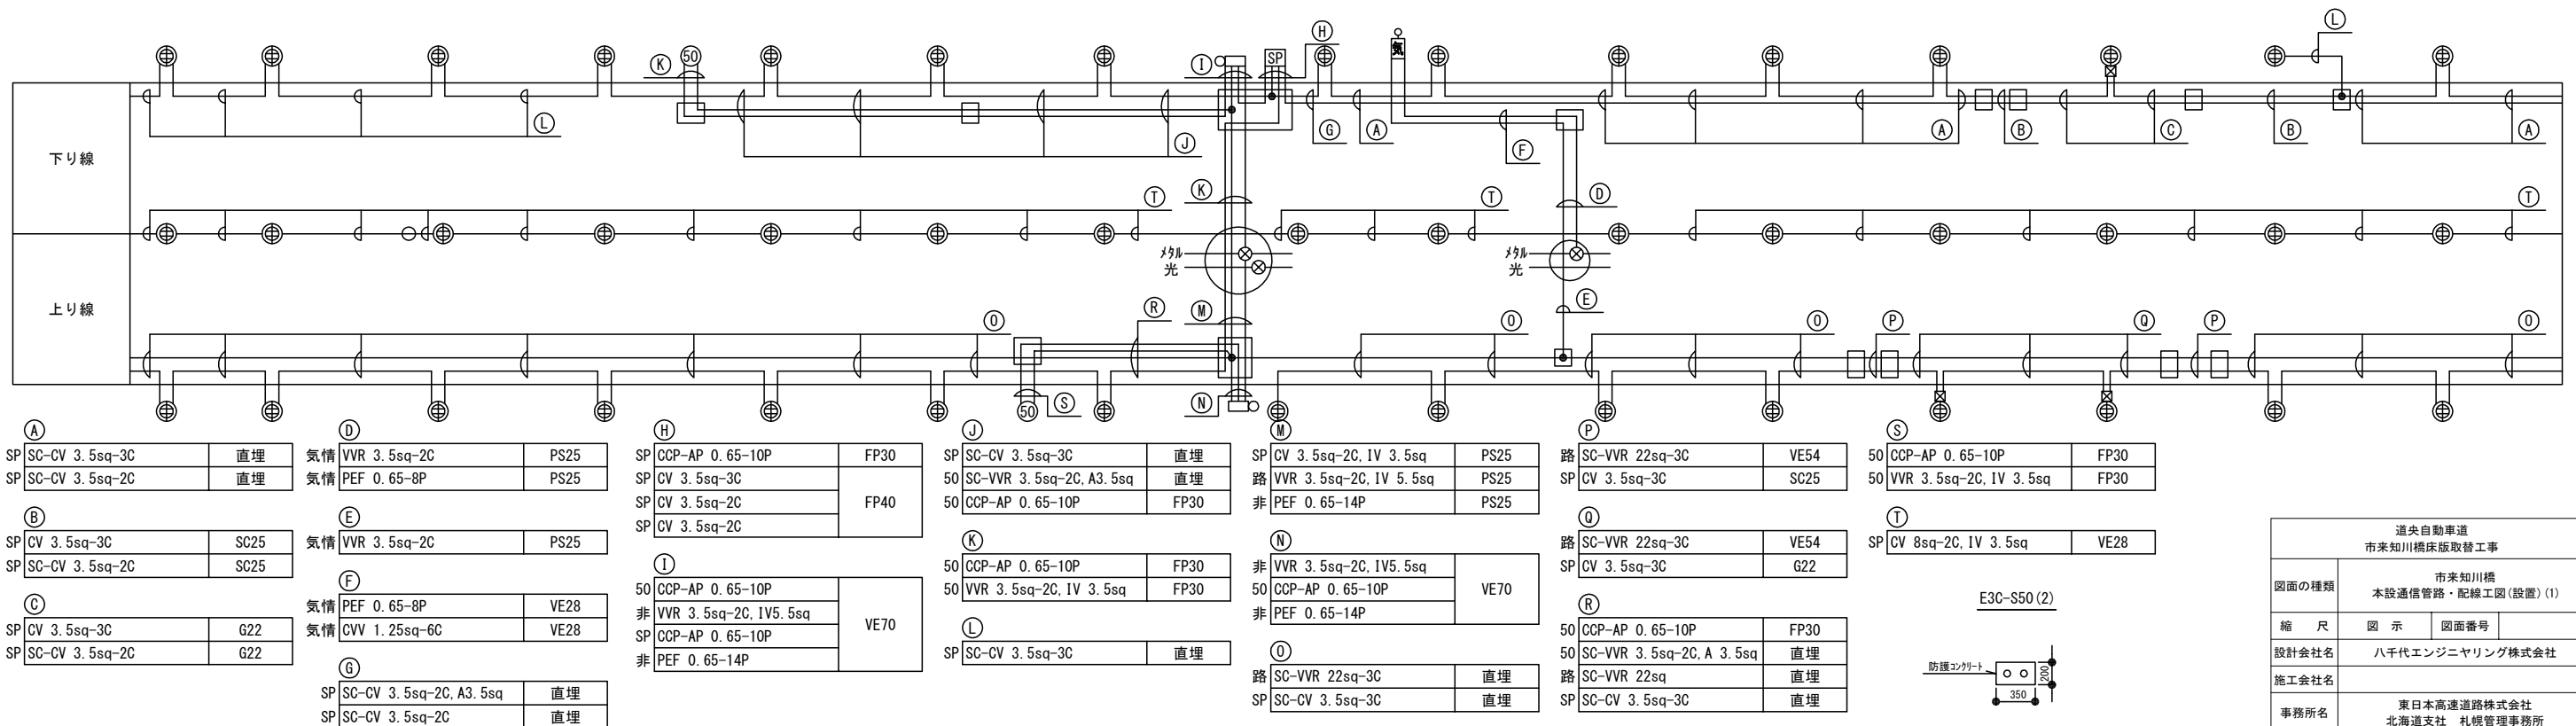 Ⓛ
Ⓗ
気
Ⓚ 50 Ⓘ SP
Ⓛ Ⓙ Ⓖ Ⓐ Ⓕ Ⓐ Ⓑ Ⓒ Ⓑ Ⓐ
下り線
Ⓣ Ⓚ Ⓣ Ⓓ Ⓣ
メタル
光
メタル
光
上り線
Ⓞ Ⓡ Ⓜ Ⓞ Ⓔ Ⓞ Ⓟ Ⓠ Ⓟ Ⓞ
50 Ⓢ Ⓝ
Ⓐ
SP SC-CV 3.5sq-3C 直埋
SP SC-CV 3.5sq-2C 直埋
Ⓑ
SP CV 3.5sq-3C SC25
SP SC-CV 3.5sq-2C SC25
Ⓒ
SP CV 3.5sq-3C G22
SP SC-CV 3.5sq-2C G22
Ⓓ
気情 VVR 3.5sq-2C PS25
気情 PEF 0.65-8P PS25
Ⓔ
気情 VVR 3.5sq-2C PS25
Ⓕ
気情 PEF 0.65-8P VE28
気情 CVV 1.25sq-6C VE28
Ⓖ
SP SC-CV 3.5sq-2C,A3.5sq 直埋
SP SC-CV 3.5sq-2C 直埋
Ⓗ
SP CCP-AP 0.65-10P FP30
SP CV 3.5sq-3C
SP CV 3.5sq-2C FP40
SP CV 3.5sq-2C
Ⓘ
50 CCP-AP 0.65-10P
非 VVR 3.5sq-2C,IV5.5sq VE70
SP CCP-AP 0.65-10P
非 PEF 0.65-14P
Ⓙ
SP SC-CV 3.5sq-3C 直埋
50 SC-VVR 3.5sq-2C,A3.5sq 直埋
50 CCP-AP 0.65-10P FP30
Ⓚ
50 CCP-AP 0.65-10P FP30
50 VVR 3.5sq-2C,IV 3.5sq FP30
Ⓛ
SP SC-CV 3.5sq-3C 直埋
Ⓜ
SP CV 3.5sq-2C,IV 3.5sq PS25
路 VVR 3.5sq-2C,IV 5.5sq PS25
非 PEF 0.65-14P PS25
Ⓝ
非 VVR 3.5sq-2C,IV5.5sq
50 CCP-AP 0.65-10P VE70
非 PEF 0.65-14P
Ⓞ
路 SC-VVR 22sq-3C 直埋
SP SC-CV 3.5sq-3C 直埋
Ⓟ
路 SC-VVR 22sq-3C VE54
SP CV 3.5sq-3C SC25
Ⓠ
路 SC-VVR 22sq-3C VE54
SP CV 3.5sq-3C G22
Ⓡ
50 CCP-AP 0.65-10P FP30
50 SC-VVR 3.5sq-2C,A 3.5sq 直埋
路 SC-VVR 22sq 直埋
SP SC-CV 3.5sq-3C 直埋
Ⓢ
50 CCP-AP 0.65-10P FP30
50 VVR 3.5sq-2C,IV 3.5sq FP30
Ⓣ
SP CV 8sq-2C,IV 3.5sq VE28
E3C-S50(2)
防護コンクリート
200
350
道央自動車道
市来知川橋床版取替工事
図面の種類 市来知川橋
本設通信管路・配線工図(設置)(1)
縮 尺 図 示 図面番号
設計会社名 八千代エンジニヤリング株式会社
施工会社名
事務所名 東日本高速道路株式会社
北海道支社 札幌管理事務所